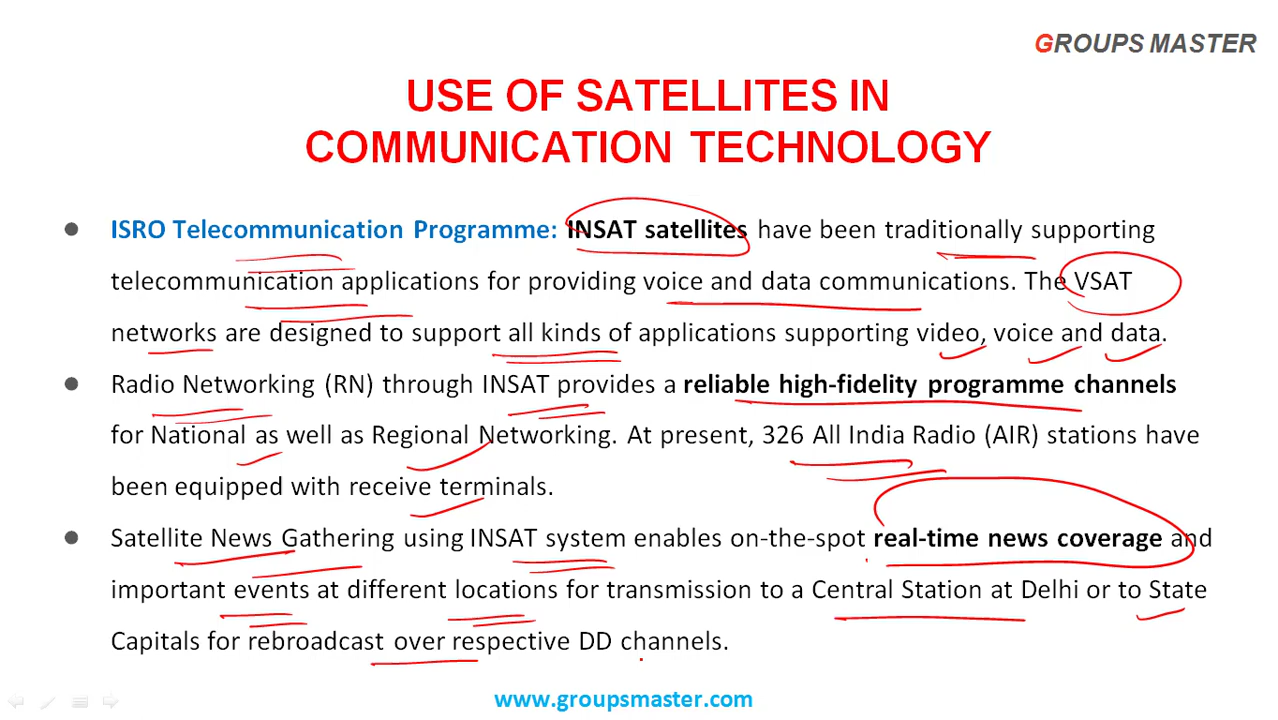 GROUPS MASTER
USE OF SATELLITES IN
COMMUNICATION TECHNOLOGY
● ISRO Telecommunication Programme: INSAT satellites have been traditionally supporting
telecommunication applications for providing voice and data communications. The VSAT
networks are designed to support all kinds of applications supporting video, voice and data.
● Radio Networking (RN) through INSAT provides a reliable high-fidelity programme channels
for National as well as Regional Networking. At present, 326 All India Radio (AIR) stations have
been equipped with receive terminals.
● Satellite News Gathering using INSAT system enables on-the-spot real-time news coverage and
important events at different locations for transmission to a Central Station at Delhi or to State
Capitals for rebroadcast over respective DD channels.
www.groupsmaster.com